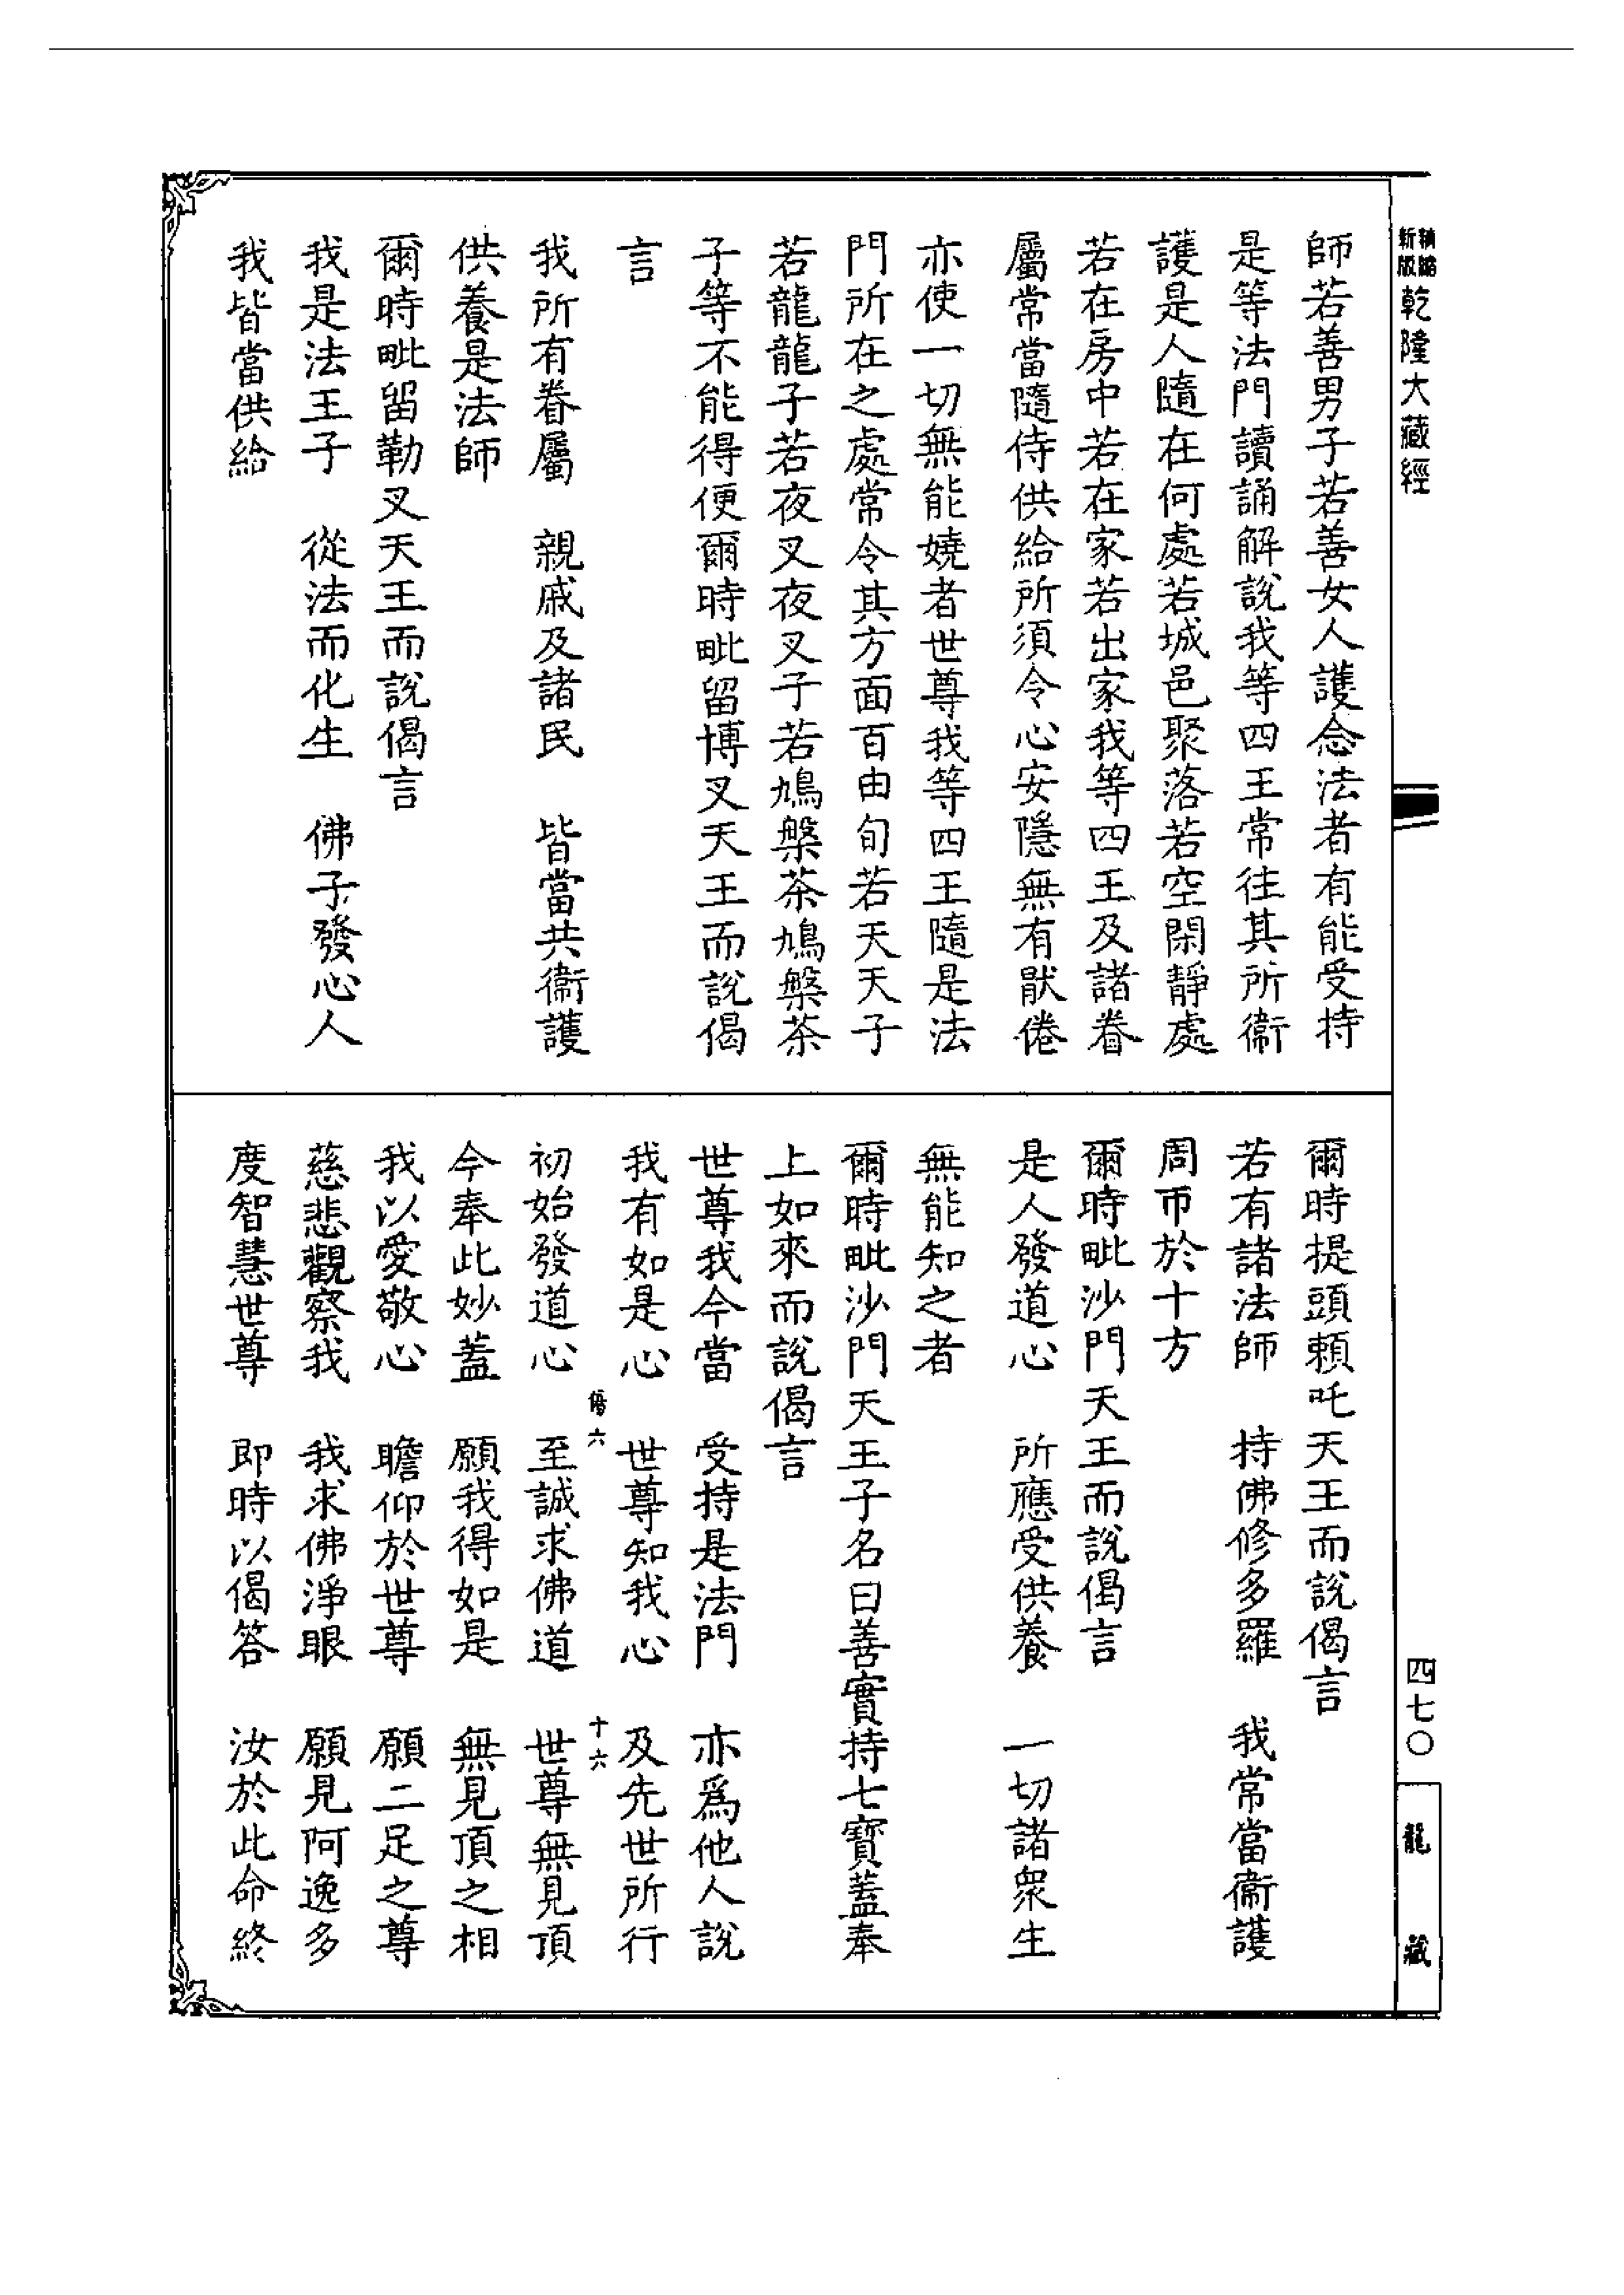 新版
精縮
乾隆大藏經
師若善男子若善女人護念法者有能受持
是等法門讀誦解說我等四王常往其所衞
護是人隨在何處若城邑聚落若空閑靜處
若在房中若在家若出家我等四王及諸眷
屬常當隨侍供給所須令心安隱無有猒倦
亦使一切無能嬈者世尊我等四王隨是法
門所在之處常令其方面百由旬若天天子
若龍龍子若夜叉夜叉子若鳩槃茶鳩槃茶
子等不能得便爾時毗留博叉天王而說偈
言
我所有眷屬　親戚及諸民　皆當共衞護
供養是法師
爾時毗留勒叉天王而說偈言
我是法王子　從法而化生　佛子發心人
我皆當供給
爾時提頭賴吒天王而說偈言
若有諸法師　持佛修多羅　我常當衞護
周帀於十方
爾時毗沙門天王而說偈言
是人發道心　所應受供養　一切諸衆生
無能知之者
爾時毗沙門天王子名曰善寶持七寶蓋奉
上如來而說偈言
世尊我今當　受持是法門　亦爲他人說
我有如是心　世尊知我心　及先世所行
六　十六
初始發道心　至誠求佛道　世尊無見頂
今奉此妙蓋　願我得如是　無見頂之相
我以愛敬心　瞻仰於世尊　願二足之尊
慈悲觀察我　我求佛淨眼　願見阿逸多
度智慧世尊　即時以偈答　汝於此命終
四七〇
龍藏